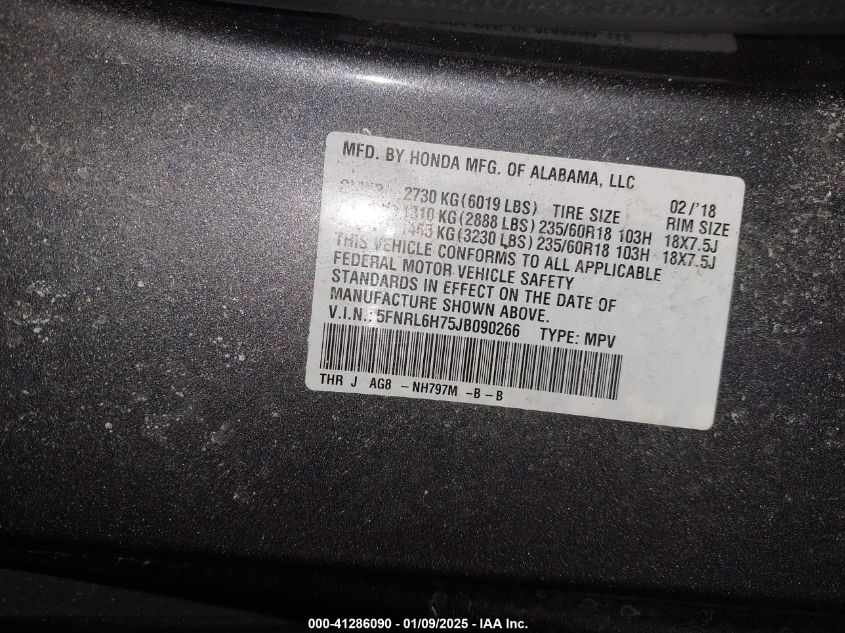 MFD. BY HONDA MFG. OF ALABAMA, LLC 02/'18
2730 KG(6019 LBS) TIRE SIZE RIM SIZE
1310 KG(2888 LBS) 235/60R18 103H 18X7.5J
1463 KG(3230 LBS) 235/60R18 103H 18X7.5J
THIS VEHICLE CONFORMS TO ALL APPLICABLE
FEDERAL MOTOR VEHICLE SAFETY
STANDARDS IN EFFECT ON THE DATE OF
MANUFACTURE SHOWN ABOVE.
V.I.N.: 5FNRL6H75JB090266 TYPE: MPV
THR J AG8 -NH797M -B-B
000-41286090 - 01/09/2025 - IAA Inc.